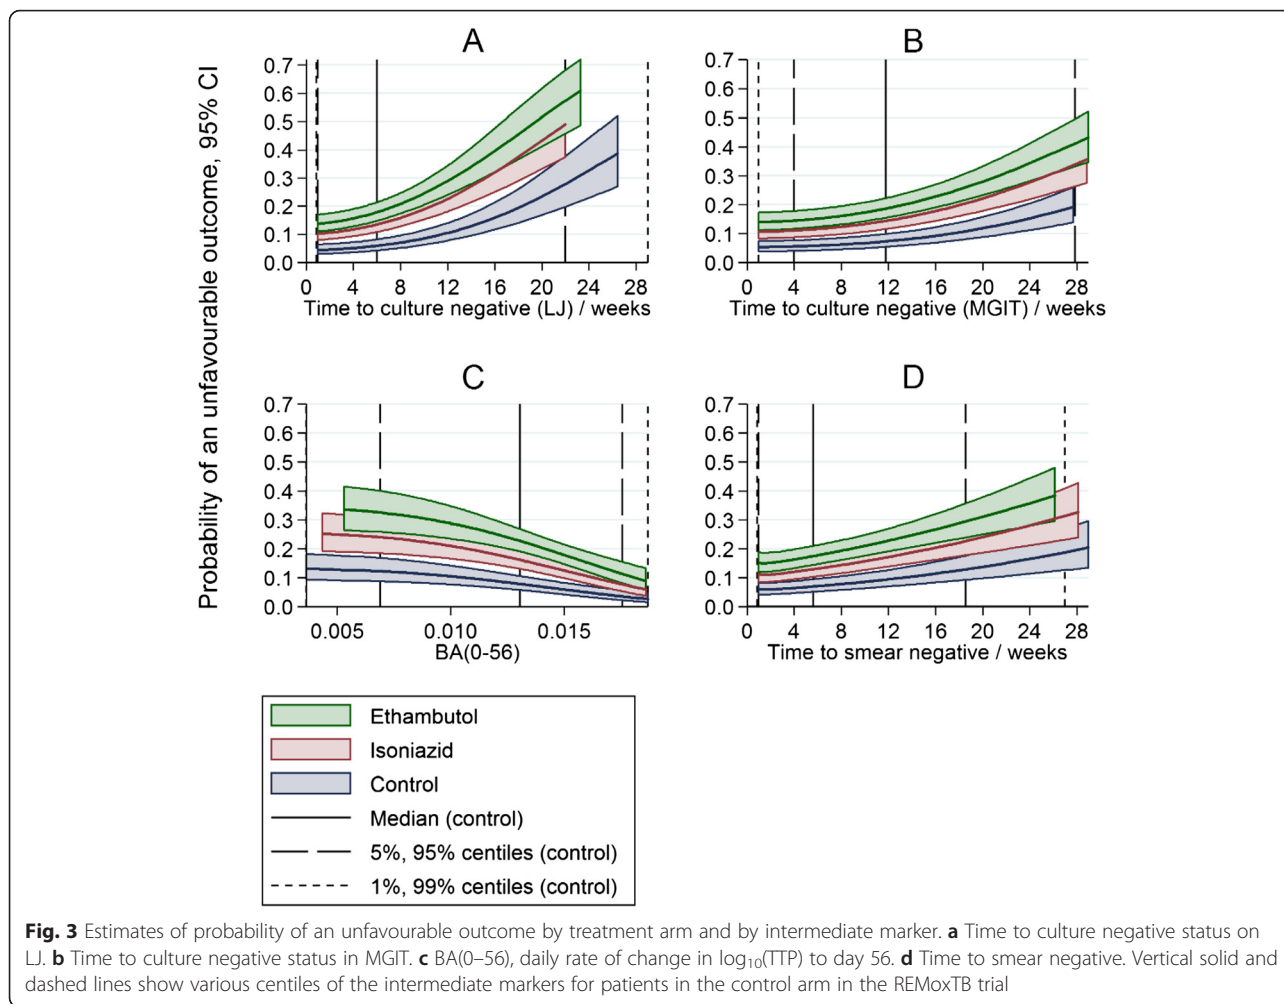 Probability of an unfavourable outcome, 95% CI
A
0.7
0.6
0.5
0.4
0.3
0.2
0.1
0.0
0 4 8 12 16 20 24 28
Time to culture negative (LJ) / weeks
B
0.7
0.6
0.5
0.4
0.3
0.2
0.1
0.0
0 4 8 12 16 20 24 28
Time to culture negative (MGIT) / weeks
C
0.7
0.6
0.5
0.4
0.3
0.2
0.1
0.0
0.005 0.010 0.015
BA(0-56)
D
0.7
0.6
0.5
0.4
0.3
0.2
0.1
0.0
0 4 8 12 16 20 24 28
Time to smear negative / weeks
Ethambutol
Isoniazid
Control
Median (control)
5%, 95% centiles (control)
1%, 99% centiles (control)
Fig. 3 Estimates of probability of an unfavourable outcome by treatment arm and by intermediate marker. a Time to culture negative status on
LJ. b Time to culture negative status in MGIT. c BA(0–56), daily rate of change in log10(TTP) to day 56. d Time to smear negative. Vertical solid and
dashed lines show various centiles of the intermediate markers for patients in the control arm in the REMoxTB trial